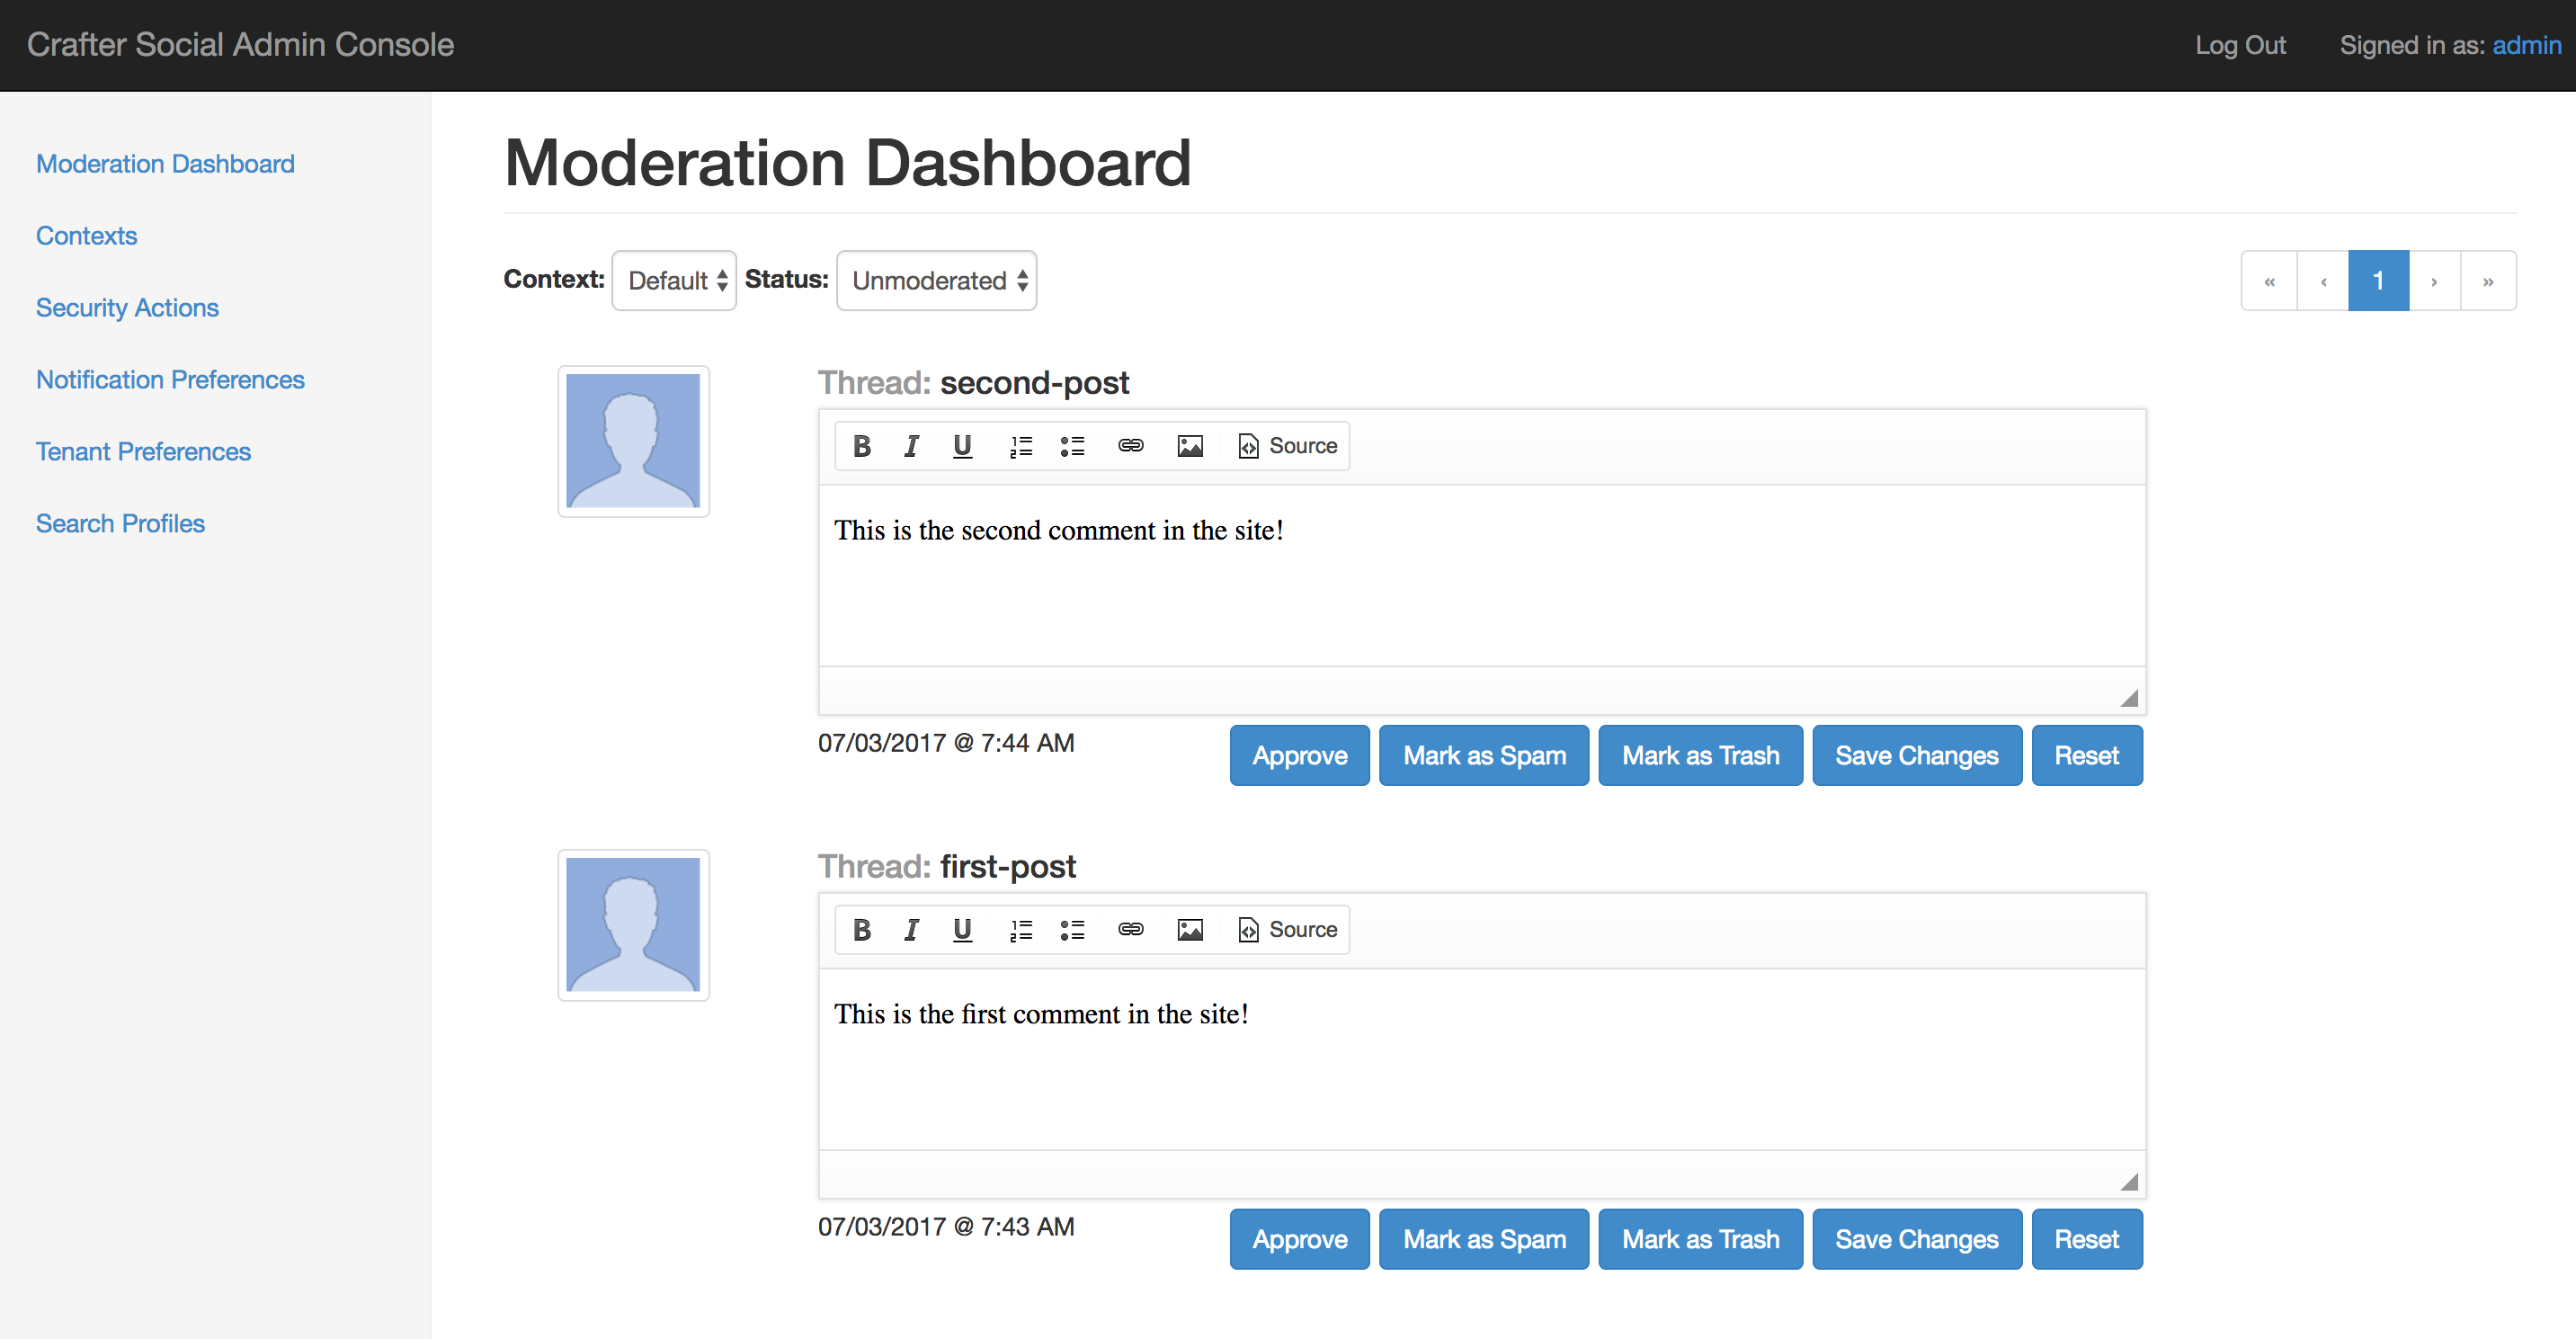 Crafter Social Admin Console
Log Out
Signed in as: admin
Moderation Dashboard
Contexts
Security Actions
Notification Preferences
Tenant Preferences
Search Profiles
Moderation Dashboard
Context: Default Status: Unmoderated
« ‹ 1 › »
Thread: second-post
B I U Source
This is the second comment in the site!
07/03/2017 @ 7:44 AM
Approve Mark as Spam Mark as Trash Save Changes Reset
Thread: first-post
B I U Source
This is the first comment in the site!
07/03/2017 @ 7:43 AM
Approve Mark as Spam Mark as Trash Save Changes Reset